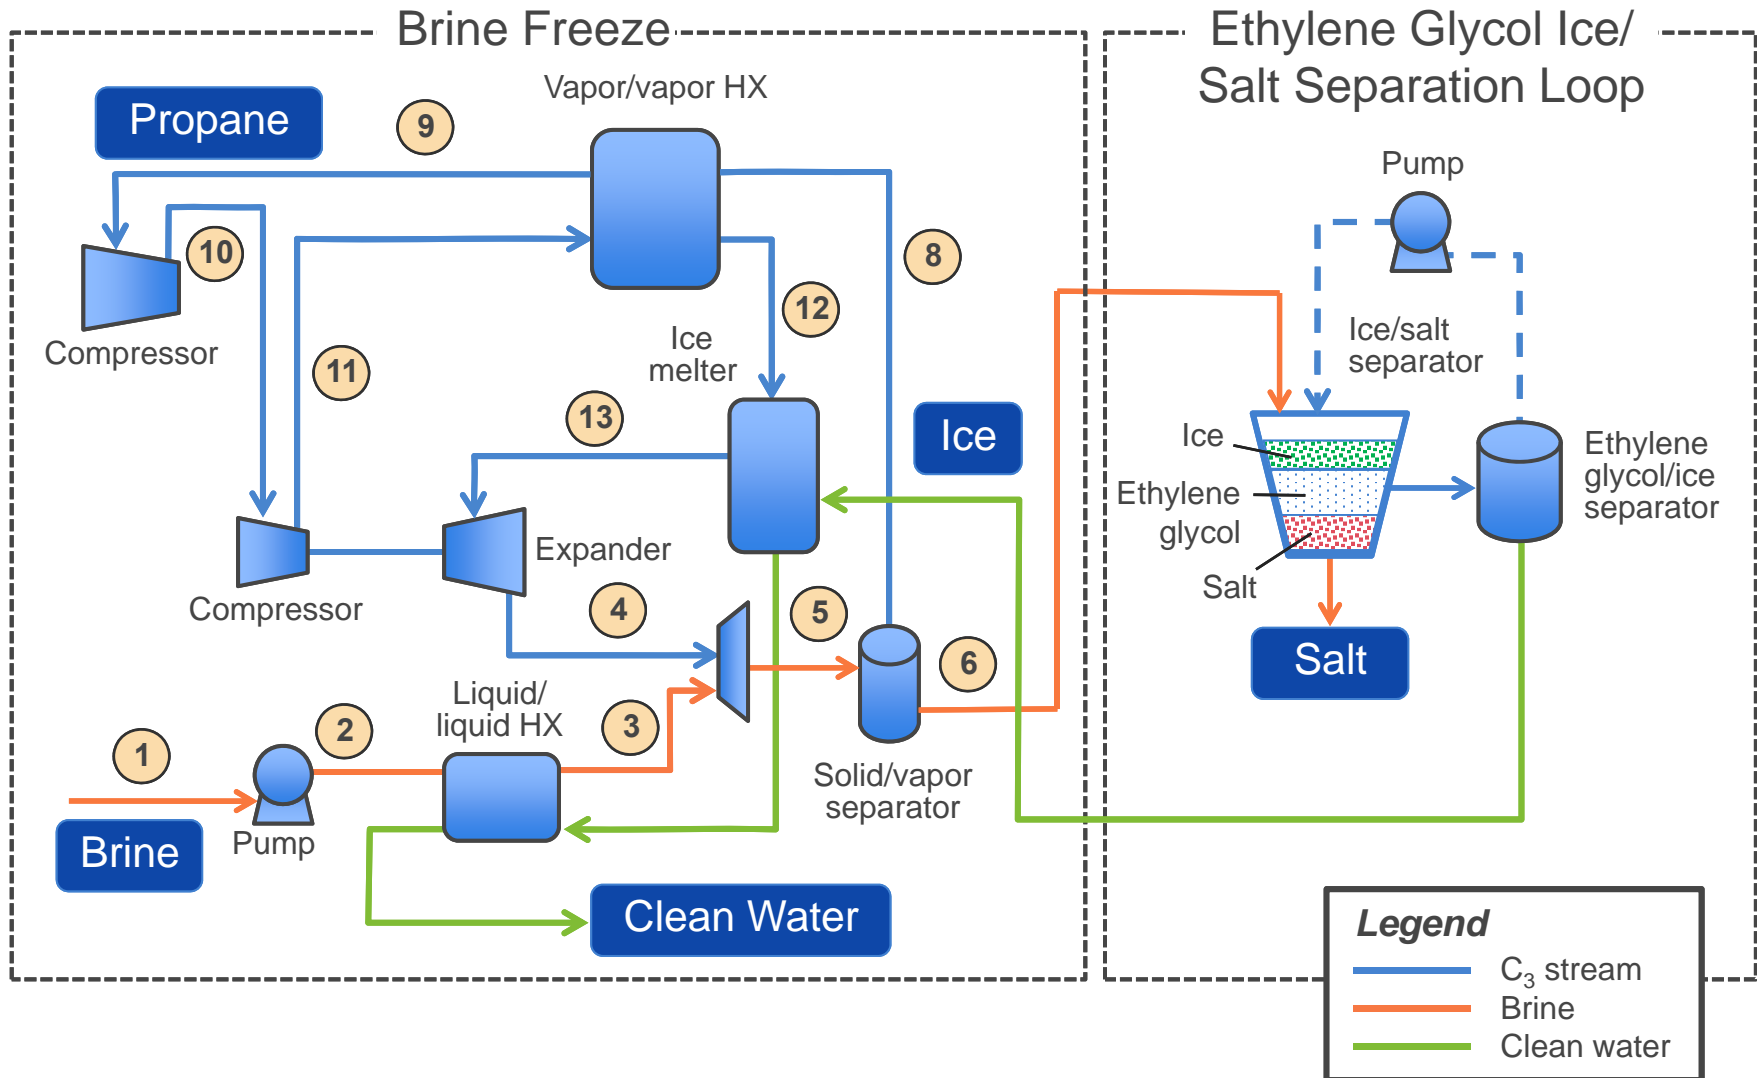 Brine Freeze
Ethylene Glycol Ice/
Salt Separation Loop
Vapor/vapor HX
Propane
9
Pump
10
8
12
Compressor
Ice
melter
Ice/salt
separator
11
13
Ice
Ice
Ethylene
glycol
Salt
Ethylene
glycol/ice
separator
Expander
Compressor
4
5
6
Salt
Liquid/
liquid HX
3
2
1
Solid/vapor
separator
Pump
Brine
Clean Water
Legend
C₃ stream
Brine
Clean water